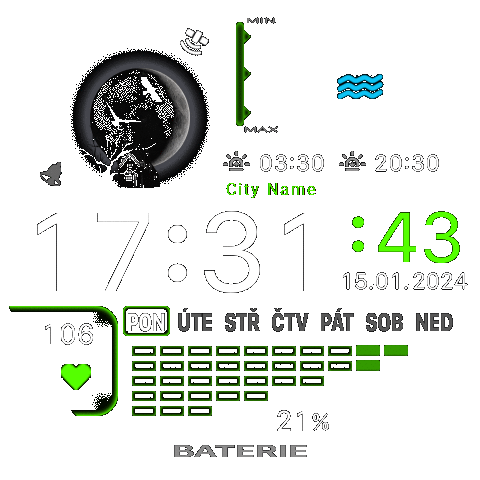 MIN
MAX
03:30 20:30
City Name
17:31:43
15.01.2024
106
PON ÚTE STŘ ČTV PÁT SOB NED
21%
BATERIE